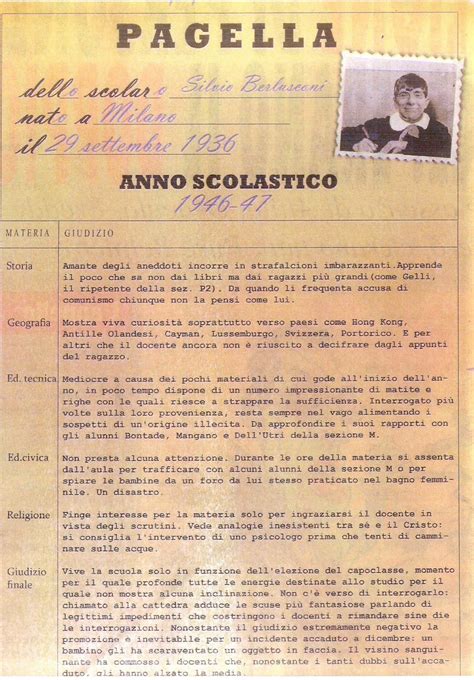 PAGELLA
dello scolaro Silvio Berlusconi
nato a Milano
il 29 settembre 1936
ANNO SCOLASTICO
1946-47
MATERIA GIUDIZIO
Storia Amante degli aneddoti incorre in strafalcioni imbarazzanti.Apprende
il poco che sa non dai libri ma dai ragazzi più grandi(come Gelli,
il ripetente della sez. P2). Da quando li frequenta accusa di
comunismo chiunque non la pensi come lui.
Geografia Mostra viva curiosità soprattutto verso paesi come Hong Kong,
Antille Olandesi, Cayman, Lussemburgo, Svizzera, Portorico. E per
altri che il docente ancora non è riuscito a decifrare dagli appunti
del ragazzo.
Ed. tecnica Mediocre a causa dei pochi materiali di cui gode all'inizio dell'an-
no, in poco tempo dispone di un numero impressionante di matite e
righe con le quali riesce a strappare la sufficienza. Interrogato più
volte sulla loro provenienza, resta sempre nel vago alimentando i
sospetti di un'origine illecita. Da approfondire i suoi rapporti con
gli alunni Bontade, Mangano e Dell'Utri della sezione M.
Ed.civica Non presta alcuna attenzione. Durante le ore della materia si assenta
dall'aula per trafficare con alcuni alunni della sezione M o per
spiare le bambine da un foro da lui stesso praticato nel bagno femmi-
nile. Un disastro.
Religione Finge interesse per la materia solo per ingraziarsi il docente in
vista degli scrutini. Vede analogie inesistenti tra sè e il Cristo:
si consiglia l'intervento di uno psicologo prima che tenti di cammi-
nare sulle acque.
Giudizio finale Vive la scuola solo in funzione dell'elezione del capoclasse, momento
per il quale profonde tutte le energie destinate allo studio per il
quale non mostra alcuna inclinazione. Non c'è verso di interrogarlo:
chiamato alla cattedra adduce le scuse più fantasiose parlando di
legittimi impedimenti che costringono i docenti a rimandare sine die
le interrogazioni. Nonostante il giudizio estremamente negativo la
promozione è inevitabile per un incidente accaduto a dicembre: un
bambino gli ha scaraventato un oggetto in faccia. Il visino sangui-
nante ha commosso i docenti che, nonostante i tanti dubbi sull'acca-
duto, gli hanno alzato la media.